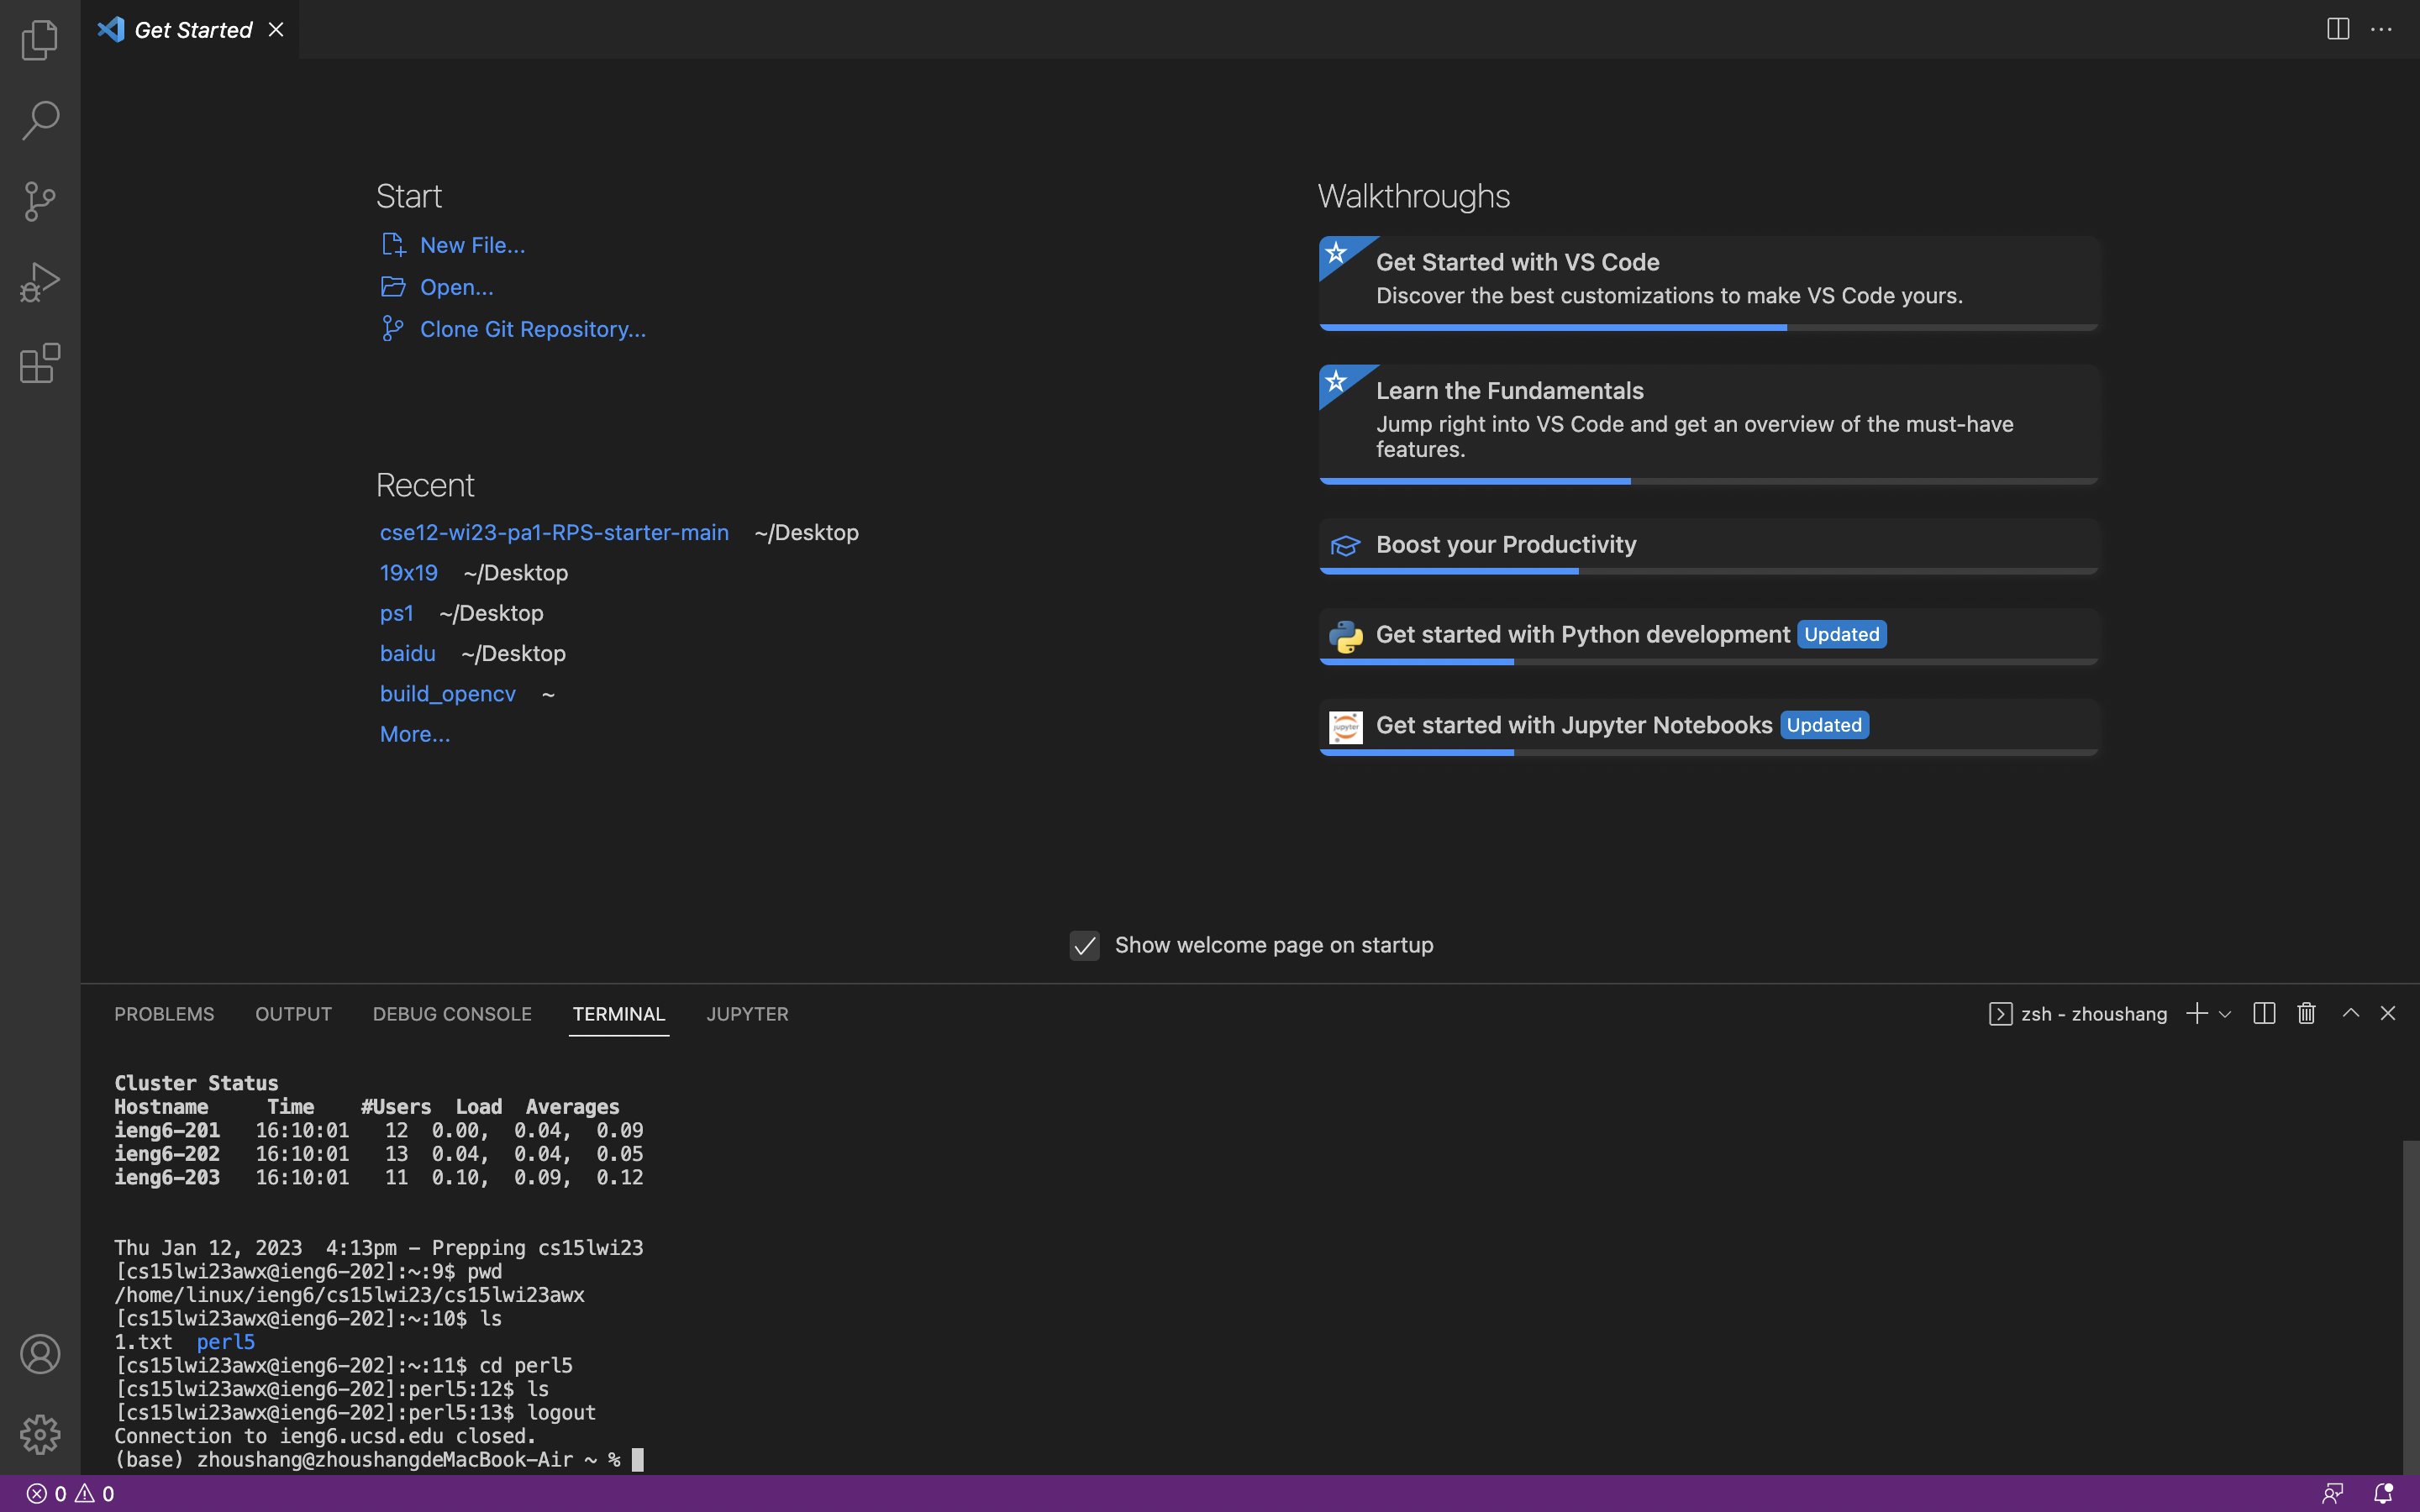 Get Started
Start
New File...
Open...
Clone Git Repository...
Recent
cse12-wi23-pa1-RPS-starter-main ~/Desktop
19x19 ~/Desktop
ps1 ~/Desktop
baidu ~/Desktop
build_opencv ~
More...
Walkthroughs
Get Started with VS Code
Discover the best customizations to make VS Code yours.
Learn the Fundamentals
Jump right into VS Code and get an overview of the must-have
features.
Boost your Productivity
Get started with Python development Updated
jupyter
Get started with Jupyter Notebooks Updated
Show welcome page on startup
PROBLEMS OUTPUT DEBUG CONSOLE TERMINAL JUPYTER
zsh - zhoushang
Cluster Status
Hostname Time #Users Load Averages
ieng6-201 16:10:01 12 0.00, 0.04, 0.09
ieng6-202 16:10:01 13 0.04, 0.04, 0.05
ieng6-203 16:10:01 11 0.10, 0.09, 0.12
Thu Jan 12, 2023 4:13pm - Prepping cs15lwi23
[cs15lwi23awx@ieng6-202]:~:9$ pwd
/home/linux/ieng6/cs15lwi23/cs15lwi23awx
[cs15lwi23awx@ieng6-202]:~:10$ ls
1.txt perl5
[cs15lwi23awx@ieng6-202]:~:11$ cd perl5
[cs15lwi23awx@ieng6-202]:perl5:12$ ls
[cs15lwi23awx@ieng6-202]:perl5:13$ logout
Connection to ieng6.ucsd.edu closed.
(base) zhoushang@zhoushangdeMacBook-Air ~ %
0 0